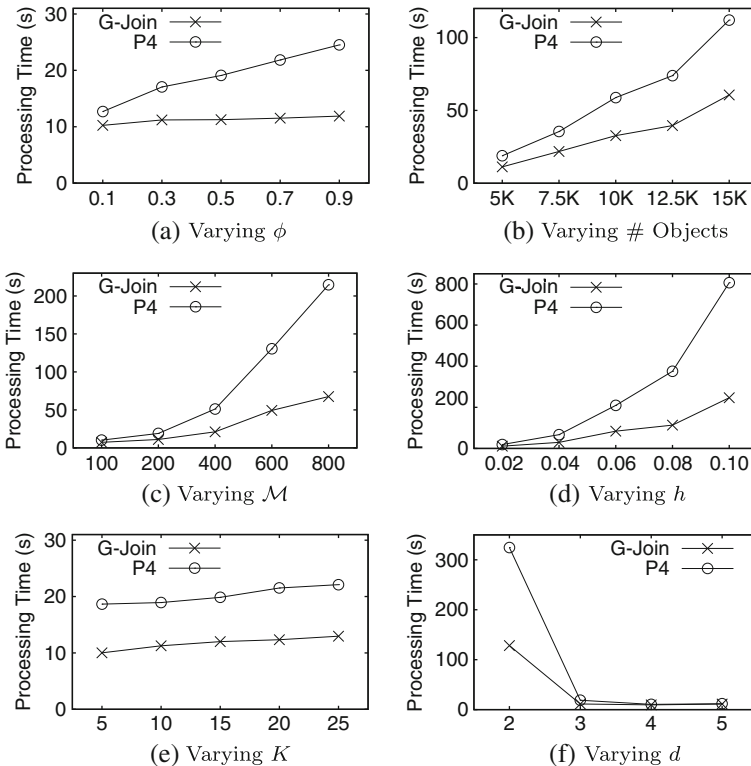 Processing Time (s)
30
20
10
0
G-Join
P4
0.1 0.3 0.5 0.7 0.9
(a) Varying ϕ
Processing Time (s)
100
50
0
G-Join
P4
5K 7.5K 10K 12.5K 15K
(b) Varying # Objects
Processing Time (s)
200
150
100
50
0
G-Join
P4
100 200 400 600 800
(c) Varying ℳ
Processing Time (s)
800
600
400
200
0
G-Join
P4
0.02 0.04 0.06 0.08 0.10
(d) Varying h
Processing Time (s)
30
20
10
0
G-Join
P4
5 10 15 20 25
(e) Varying K
Processing Time (s)
300
200
100
0
G-Join
P4
2 3 4 5
(f) Varying d